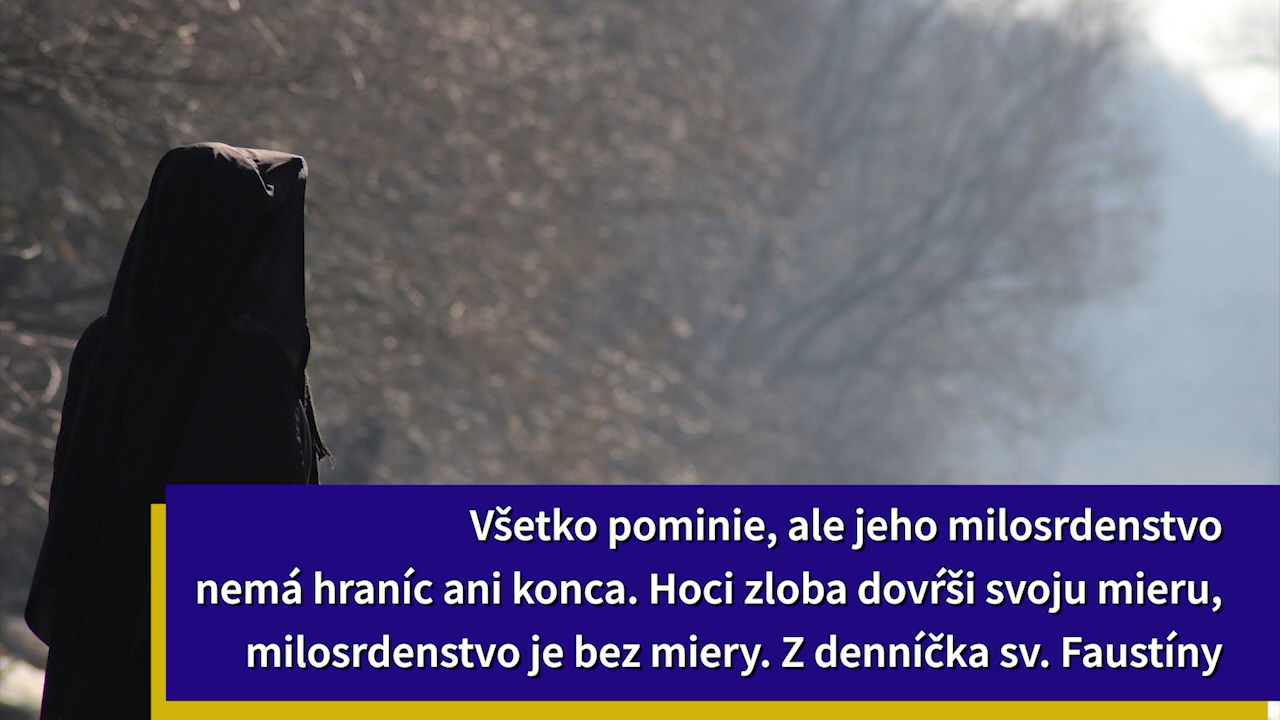 Všetko pominie, ale jeho milosrdenstvo
nemá hraníc ani konca. Hoci zloba dovŕši svoju mieru,
milosrdenstvo je bez miery. Z denníčka sv. Faustíny